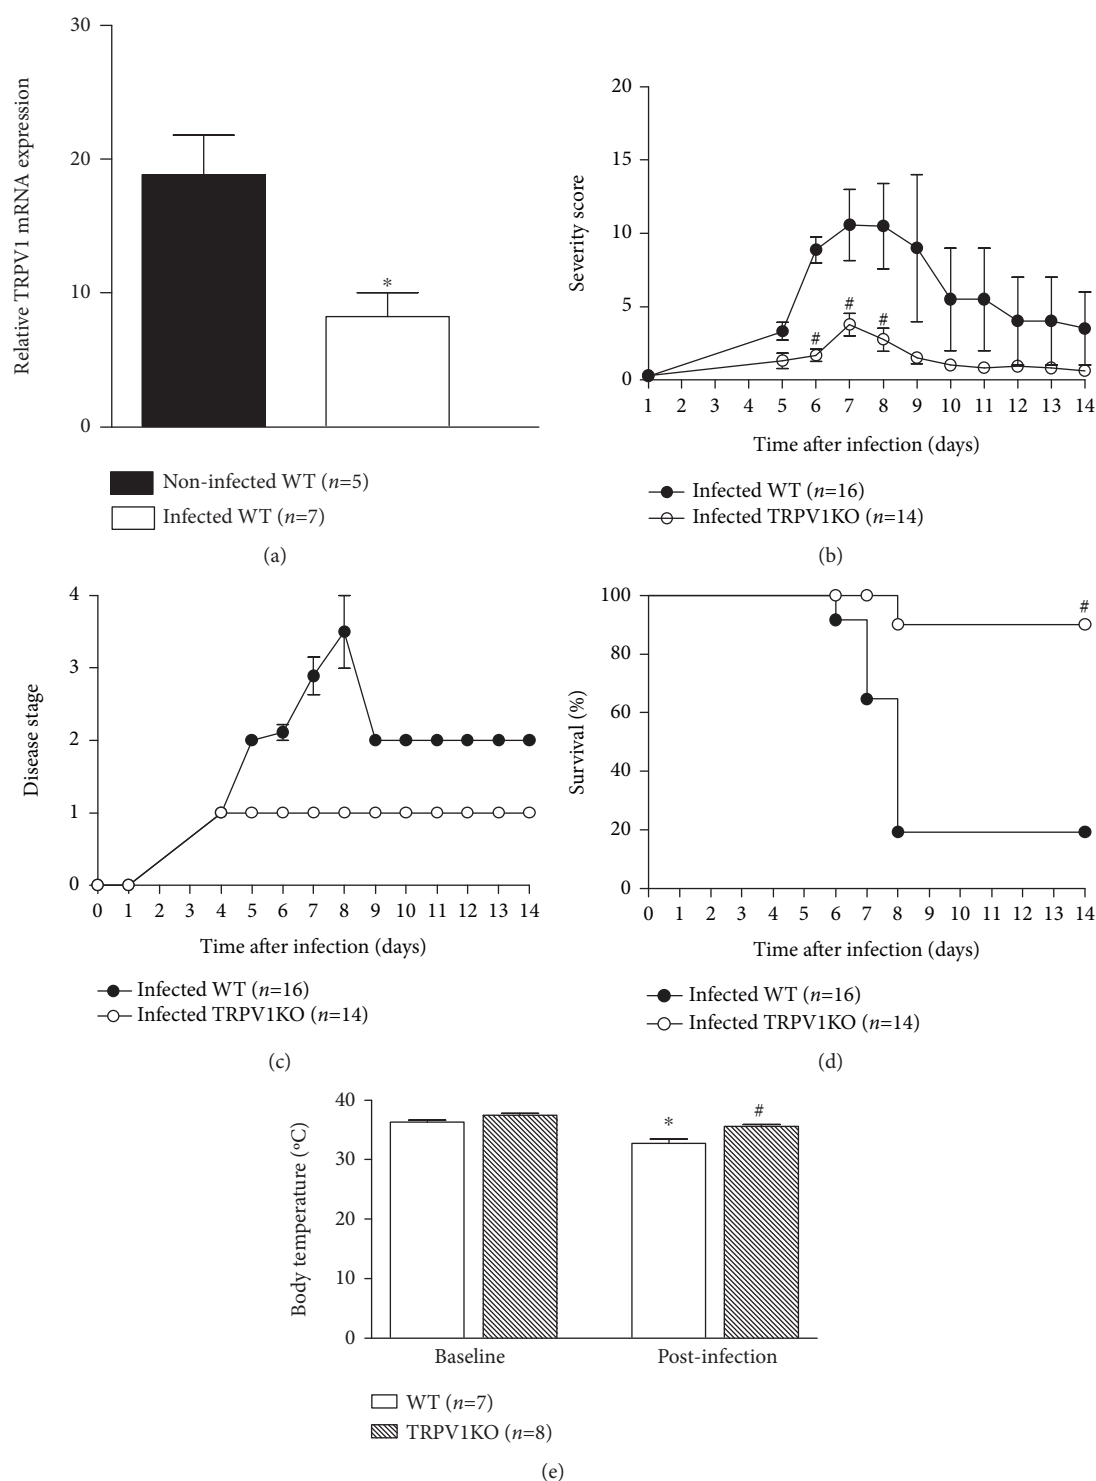 30
20
10
0
Relative TRPV1 mRNA expression
*
Non-infected WT (n=5)
Infected WT (n=7)
(a)
20
15
10
5
0
Severity score
# # #
1 2 3 4 5 6 7 8 9 10 11 12 13 14
Time after infection (days)
Infected WT (n=16)
Infected TRPV1KO (n=14)
(b)
4
3
2
1
0
Disease stage
0 1 2 3 4 5 6 7 8 9 10 11 12 13 14
Time after infection (days)
Infected WT (n=16)
Infected TRPV1KO (n=14)
(c)
100
80
60
40
20
0
Survival (%)
#
0 1 2 3 4 5 6 7 8 9 10 11 12 13 14
Time after infection (days)
Infected WT (n=16)
Infected TRPV1KO (n=14)
(d)
40
30
20
10
0
Body temperature (°C)
* #
Baseline Post-infection
WT (n=7)
TRPV1KO (n=8)
(e)